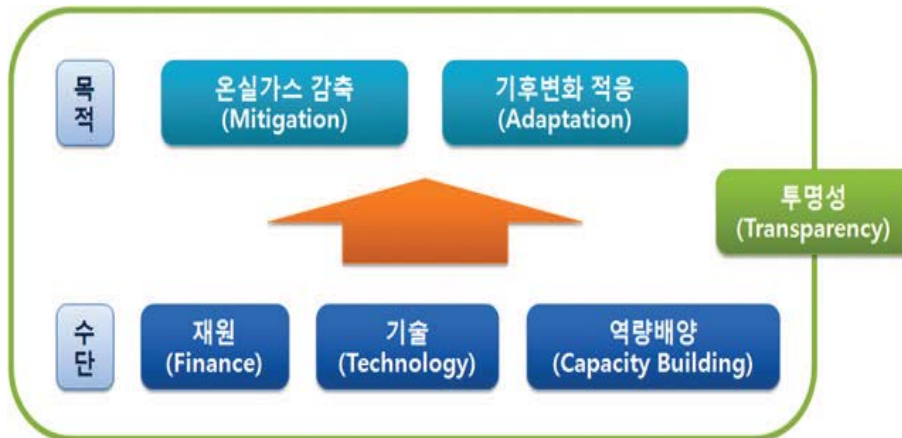 목적
온실가스 감축
(Mitigation)
기후변화 적응
(Adaptation)
투명성
(Transparency)
수단
재원
(Finance)
기술
(Technology)
역량배양
(Capacity Building)